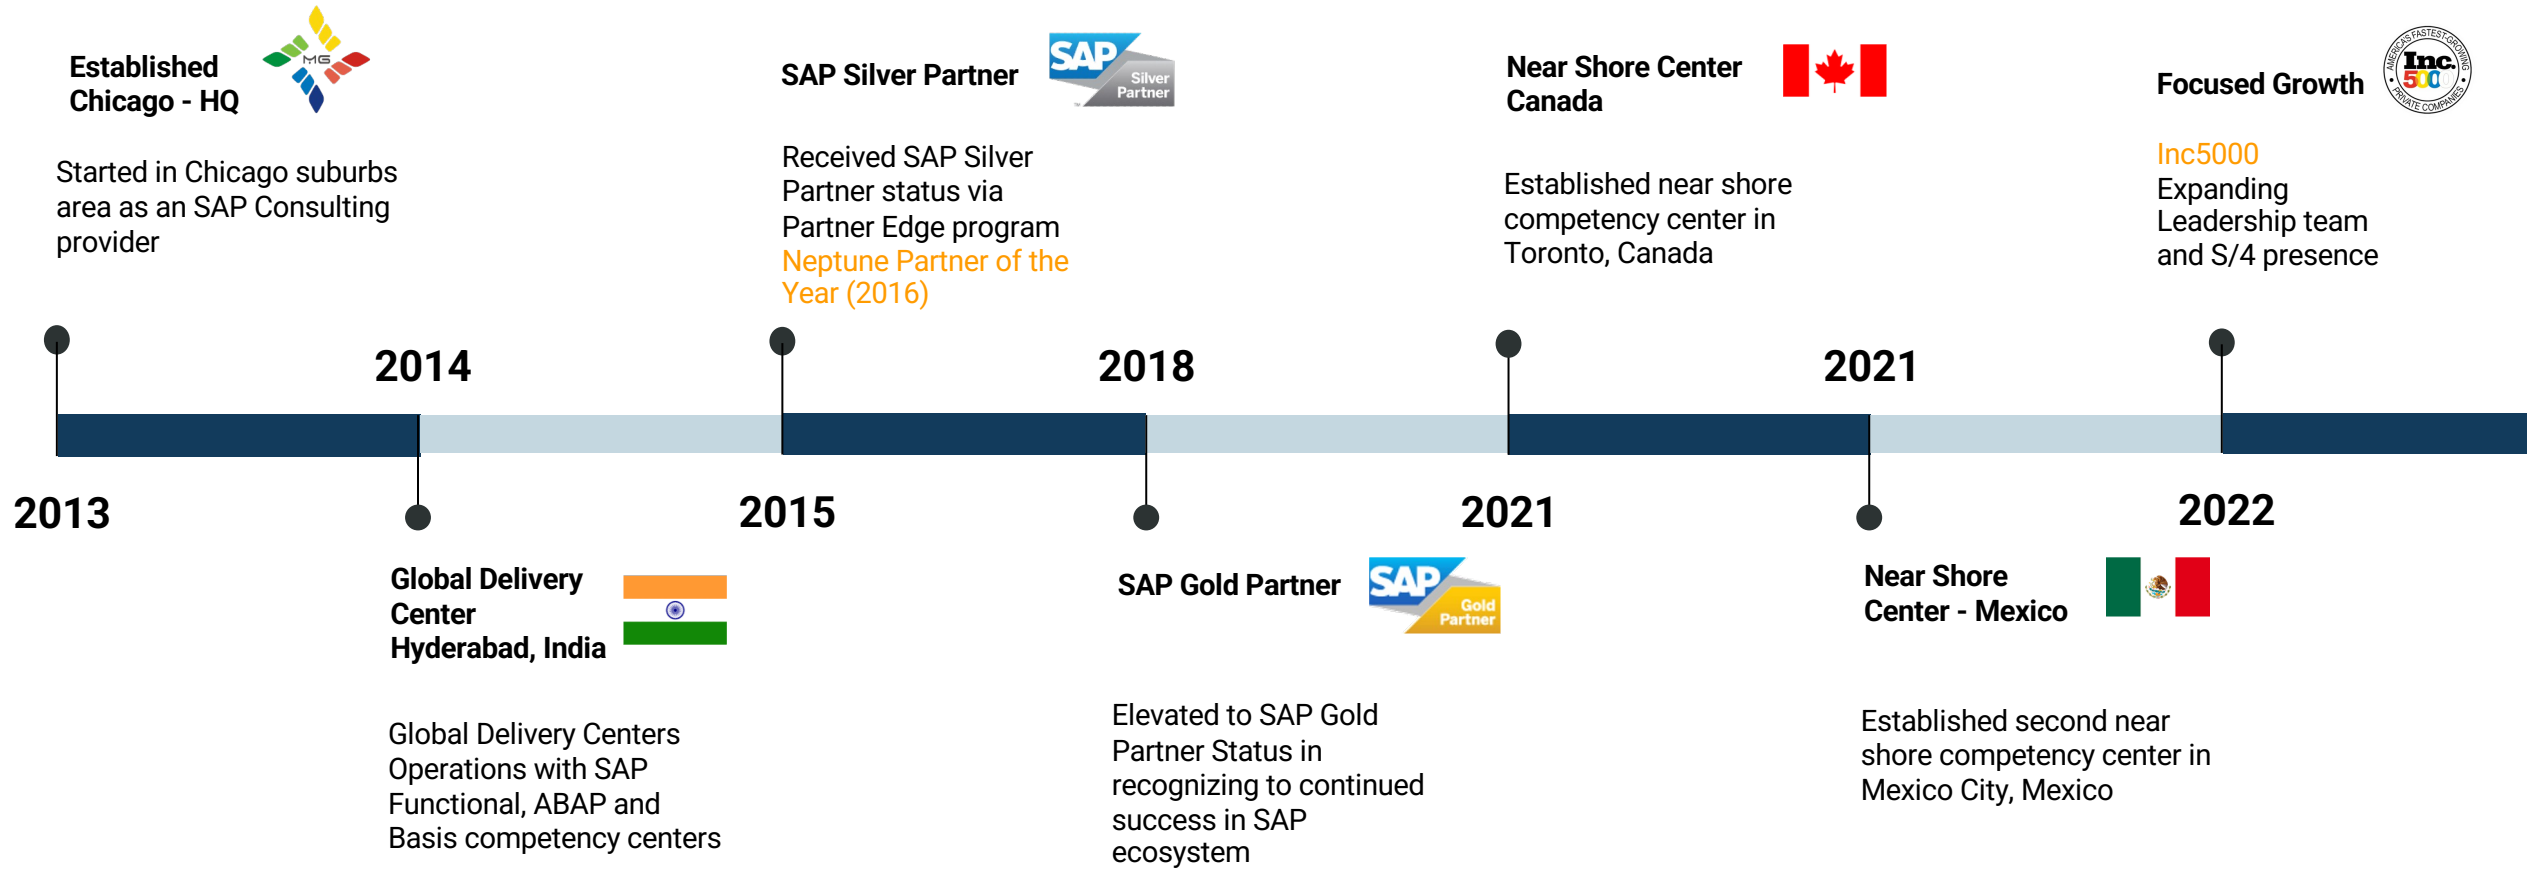 Established
Chicago - HQ
MG
Started in Chicago suburbs
area as an SAP Consulting
provider
2013
2014
Global Delivery
Center
Hyderabad, India
Global Delivery Centers
Operations with SAP
Functional, ABAP and
Basis competency centers
SAP Silver Partner
SAP
Silver
Partner
Received SAP Silver
Partner status via
Partner Edge program
Neptune Partner of the
Year (2016)
2015
2018
SAP Gold Partner
SAP
Gold
Partner
Elevated to SAP Gold
Partner Status in
recognizing to continued
success in SAP
ecosystem
Near Shore Center
Canada
Established near shore
competency center in
Toronto, Canada
2021
2021
Near Shore
Center - Mexico
Established second near
shore competency center in
Mexico City, Mexico
Focused Growth
AMERICA'S FASTEST-GROWING
Inc.
5000
PRIVATE COMPANIES
Inc5000
Expanding
Leadership team
and S/4 presence
2022